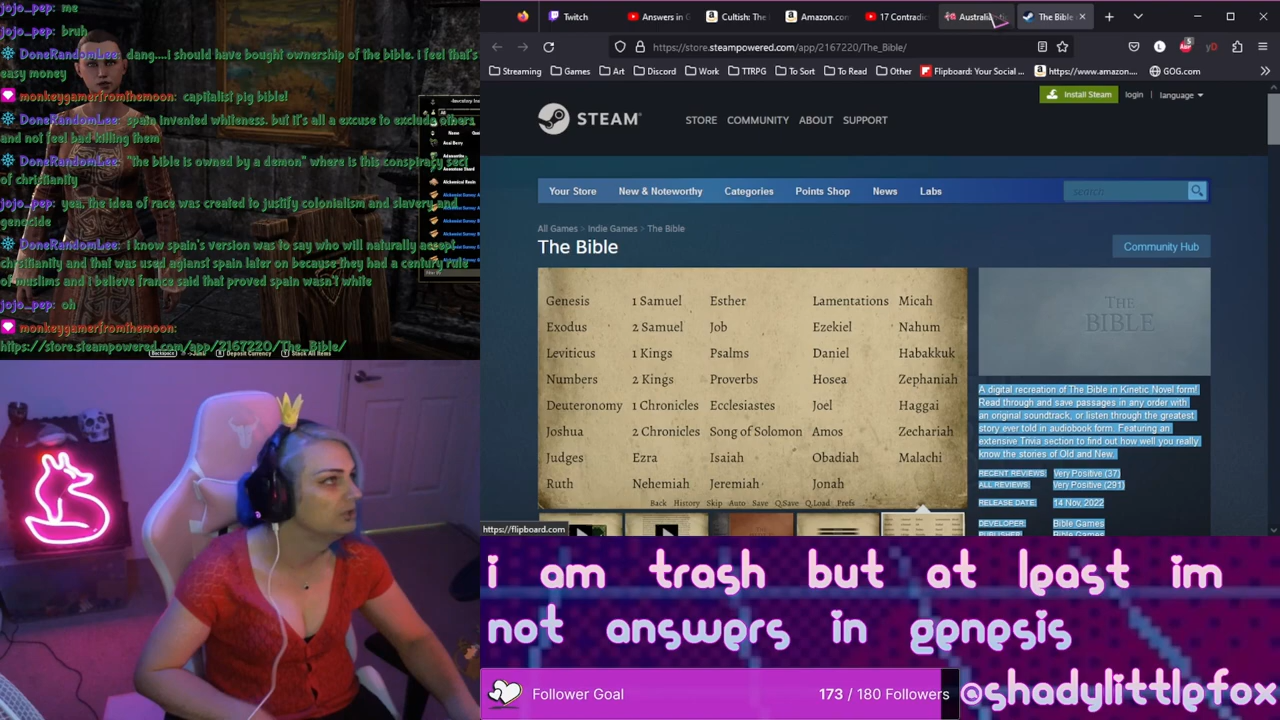 jojo_pep: me
jojo_pep: bruh
DoneRandomLee: dang....I should have bought ownership of the bible. I feel that's
easy money
monkeygamerfromthemoon: capitalist pig bible!
DoneRandomLee: spain invented whiteness. but it's all a excuse to exclude others
and not feel bad killing them
DoneRandomLee: "the bible is owned by a demon" where is this conspiracy sect
of christianity
jojo_pep: yea, the idea of race was created to justify colonialism and slavery and
genocide
DoneRandomLee: I know spain's version was to say who will naturally accept
christianity and that was used agianst spain later on because they had a century rule
of muslims and I believe france said that proved spain wasn't white
jojo_pep: oh
monkeygamerfromthemoon:
https://store.steampowered.com/app/2167220/The_Bible/
Backspace
Deposit Currency
Stack All Items
Twitch
Answers in G
Cultish: The
Amazon.com
17 Contradic
Australia
The Bible
https://store.steampowered.com/app/2167220/The_Bible/
Streaming
Games
Art
Discord
Work
TTRPG
To Sort
To Read
Other
Flipboard: Your Social ...
https://www.amazon....
GOG.com
Install Steam
login
language
STEAM
STORE
COMMUNITY
ABOUT
SUPPORT
Your Store
New & Noteworthy
Categories
Points Shop
News
Labs
search
All Games > Indie Games > The Bible
The Bible
Community Hub
Genesis 1 Samuel Esther Lamentations Micah
Exodus 2 Samuel Job Ezekiel Nahum
Leviticus 1 Kings Psalms Daniel Habakkuk
Numbers 2 Kings Proverbs Hosea Zephaniah
Deuteronomy 1 Chronicles Ecclesiastes Joel Haggai
Joshua 2 Chronicles Song of Solomon Amos Zechariah
Judges Ezra Isaiah Obadiah Malachi
Ruth Nehemiah Jeremiah Jonah
Back History Skip Auto Save Q.Save Q.Load Prefs
THE
BIBLE
A digital recreation of The Bible in Kinetic Novel form!
Read through and save passages in any order with
an original soundtrack, or listen through the greatest
story ever told in audiobook form. Featuring an
extensive Trivia section to find out how well you really
know the stories of Old and New.
RECENT REVIEWS: Very Positive (37)
ALL REVIEWS: Very Positive (291)
RELEASE DATE: 14 Nov, 2022
DEVELOPER: Bible Games
PUBLISHER: Bible Games
https://flipboard.com
i am trash but at least im
not answers in genesis
Follower Goal 173 / 180 Followers
@shadylittlefox